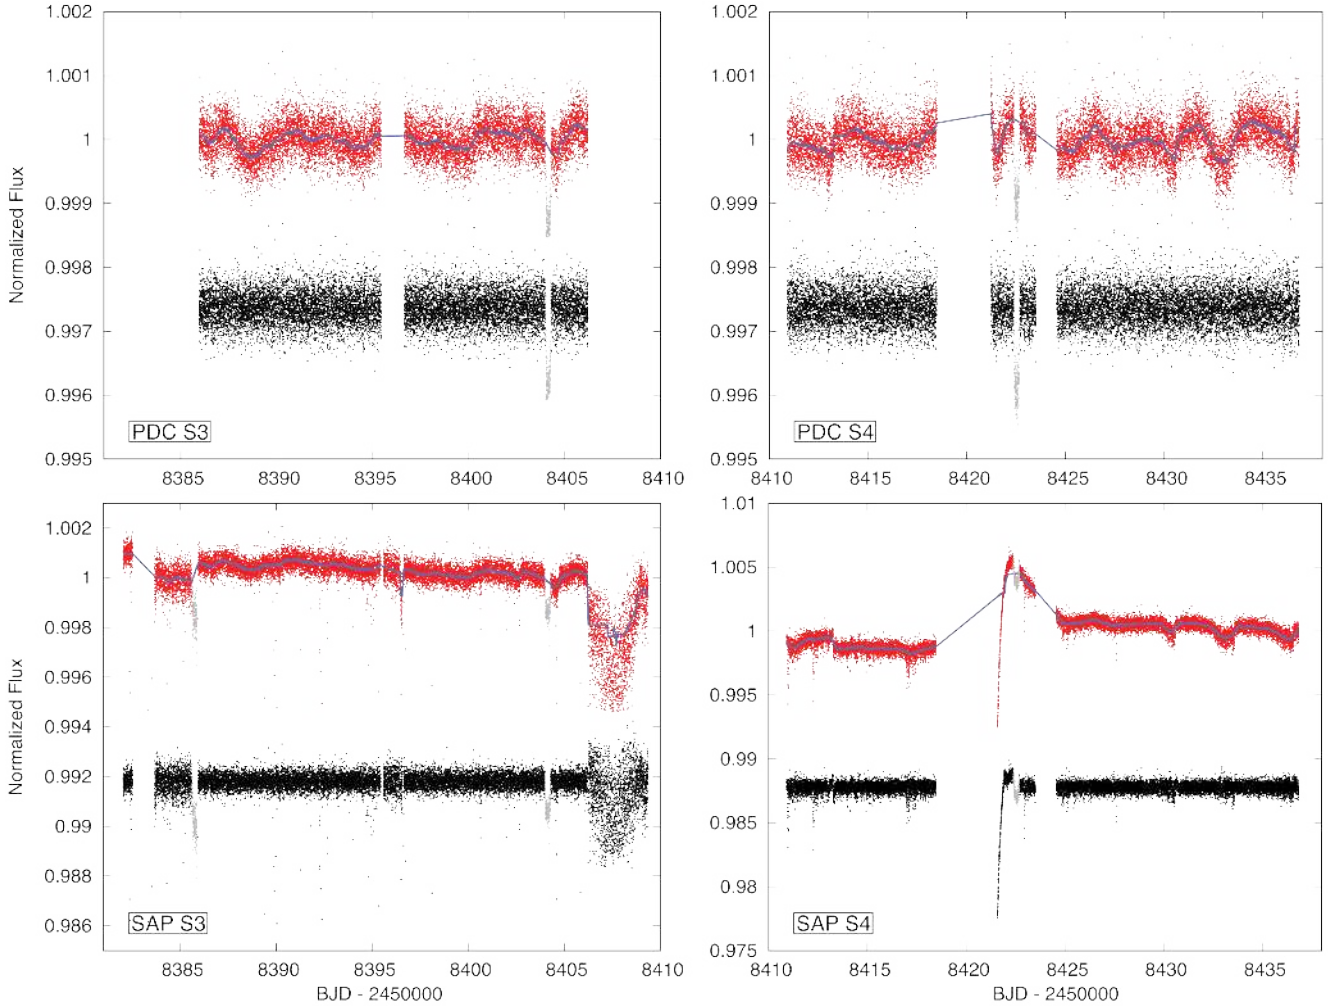 1.002
1.001
1
0.999
0.998
0.997
0.996
0.995
Normalized Flux
PDC S3
8385 8390 8395 8400 8405 8410
1.002
1.001
1
0.999
0.998
0.997
0.996
0.995
PDC S4
8410 8415 8420 8425 8430 8435
1.002
1
0.998
0.996
0.994
0.992
0.99
0.988
0.986
Normalized Flux
SAP S3
8385 8390 8395 8400 8405 8410
BJD - 2450000
1.01
1.005
1
0.995
0.99
0.985
0.98
0.975
SAP S4
8410 8415 8420 8425 8430 8435
BJD - 2450000